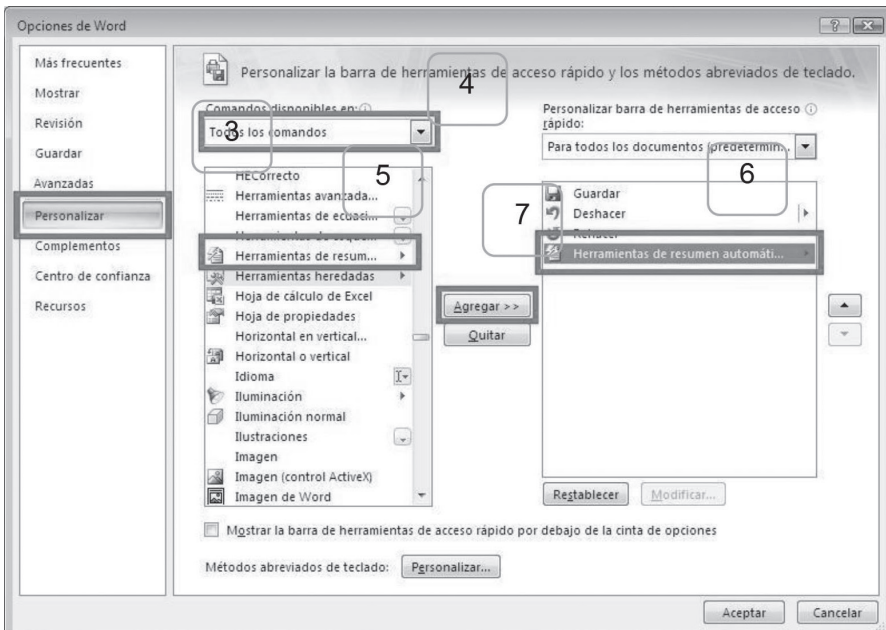 Opciones de Word
Más frecuentes
Mostrar
Revisión
Guardar
Avanzadas
Personalizar
Complementos
Centro de confianza
Recursos
Personalizar la barra de herramientas de acceso rápido y los métodos abreviados de teclado.
Comandos disponibles en:
Todos los comandos
3
4
5
HECorrecto
Herramientas avanzada...
Herramientas de ecuaci...
Herramientas de esque...
Herramientas de resum...
Herramientas heredadas
Hoja de cálculo de Excel
Hoja de propiedades
Horizontal en vertical...
Horizontal o vertical
Idioma
Iluminación
Iluminación normal
Ilustraciones
Imagen
Imagen (control ActiveX)
Imagen de Word
Agregar >>
Quitar
Personalizar barra de herramientas de acceso
rápido:
Para todos los documentos (predetermin...
6
7
Guardar
Deshacer
Rehacer
Herramientas de resumen automáti...
Restablecer
Modificar...
Mostrar la barra de herramientas de acceso rápido por debajo de la cinta de opciones
Métodos abreviados de teclado:
Personalizar...
Aceptar
Cancelar